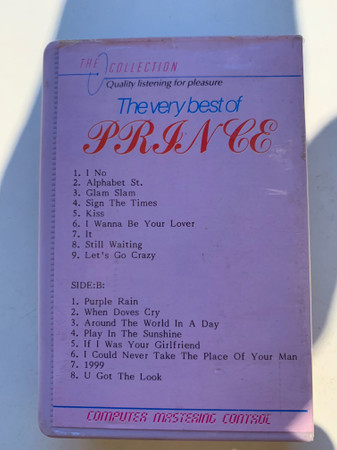 THE COLLECTION
Quality listening for pleasure
The very best of
PRINCE
1. I No
2. Alphabet St.
3. Glam Slam
4. Sign The Times
5. Kiss
6. I Wanna Be Your Lover
7. It
8. Still Waiting
9. Let's Go Crazy
SIDE:B:
1. Purple Rain
2. When Doves Cry
3. Around The World In A Day
4. Play In The Sunshine
5. If I Was Your Girlfriend
6. I Could Never Take The Place Of Your Man
7. 1999
8. U Got The Look
COMPUTER MASTERING CONTROL